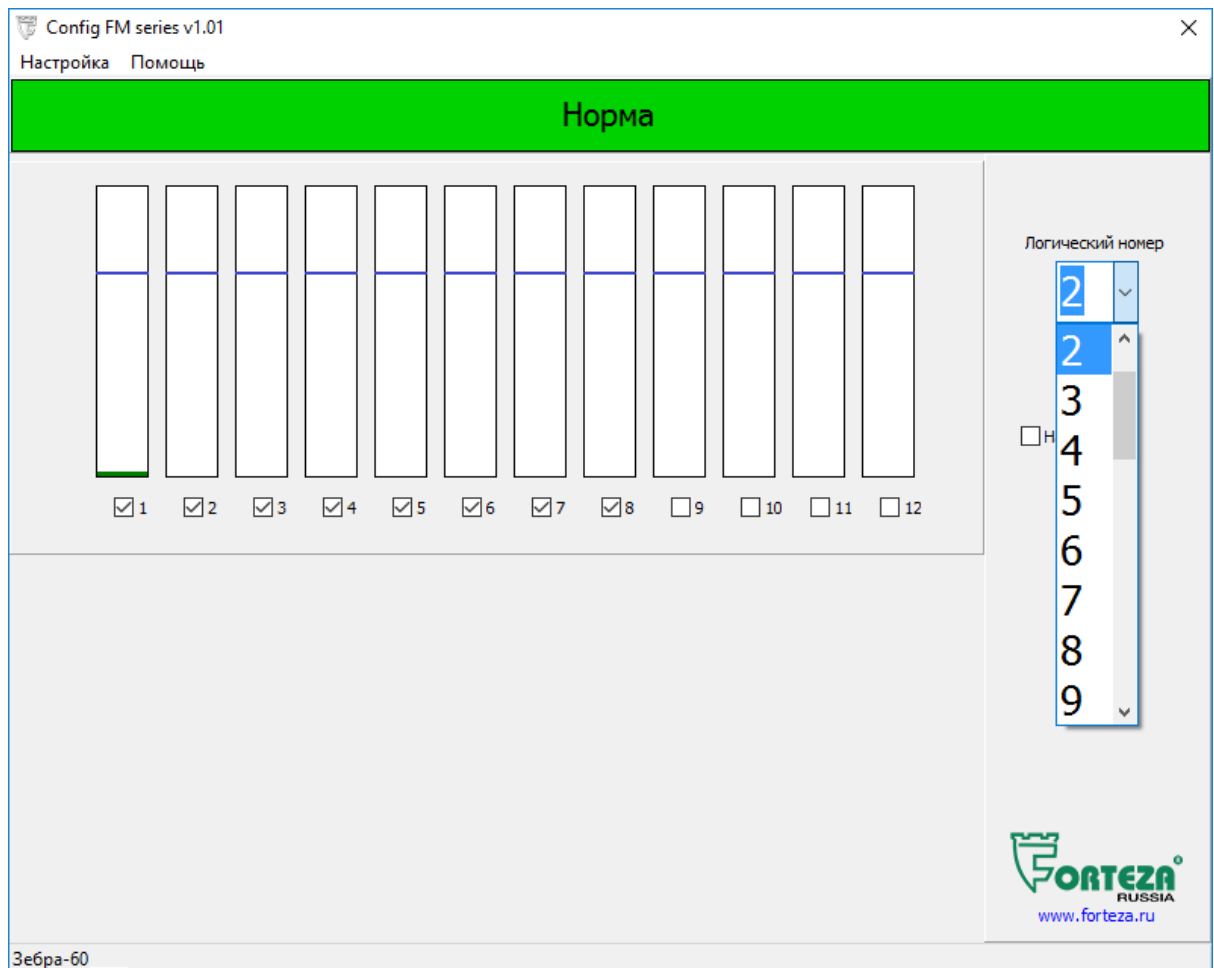 Config FM series v1.01
Настройка Помощь
Норма
Логический номер
2
2
3
4
5
6
7
8
9
Н
1 2 3 4 5 6 7 8 9 10 11 12
FORTEZA®
RUSSIA
www.forteza.ru
Зебра-60